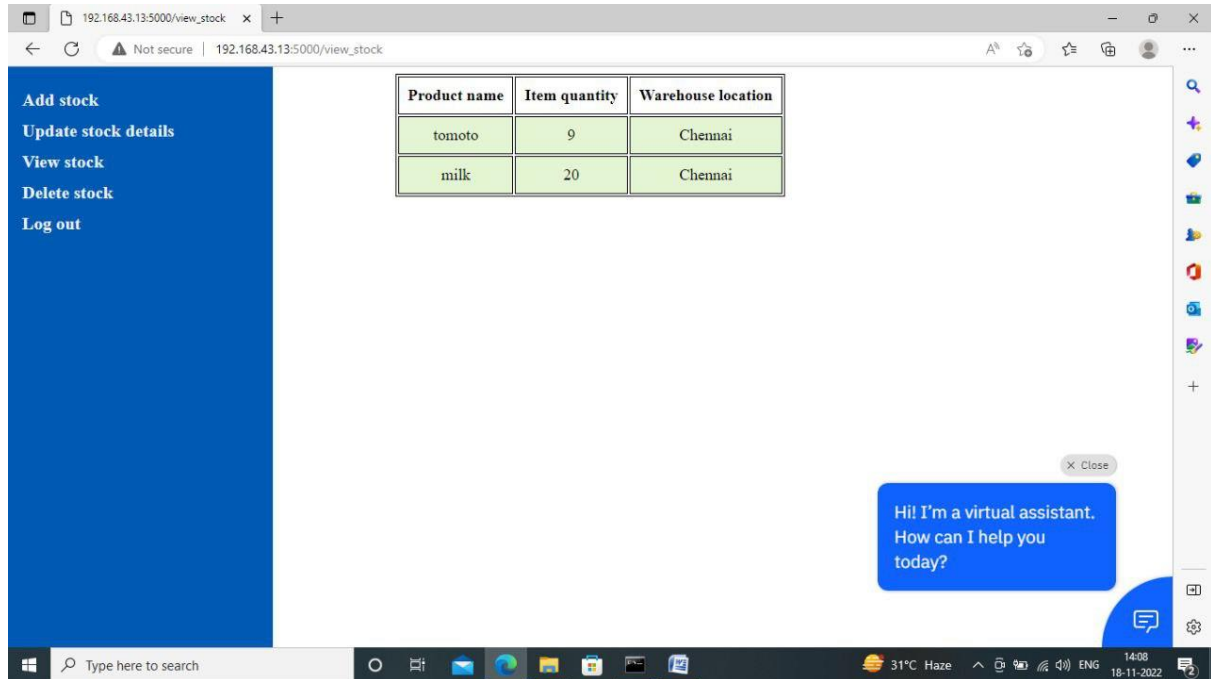 192.168.43.13:5000/view_stock
Not secure | 192.168.43.13:5000/view_stock
Add stock
Update stock details
View stock
Delete stock
Log out
Product name Item quantity Warehouse location
tomoto 9 Chennai
milk 20 Chennai
Close
Hi! I'm a virtual assistant.
How can I help you
today?
Type here to search
31°C Haze
ENG
14:08
18-11-2022
2